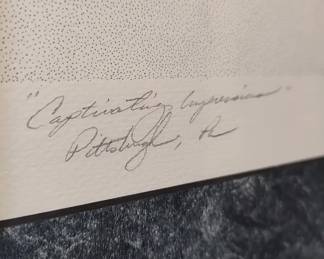 "Captivating Impressions"
Pittsburgh, Pa